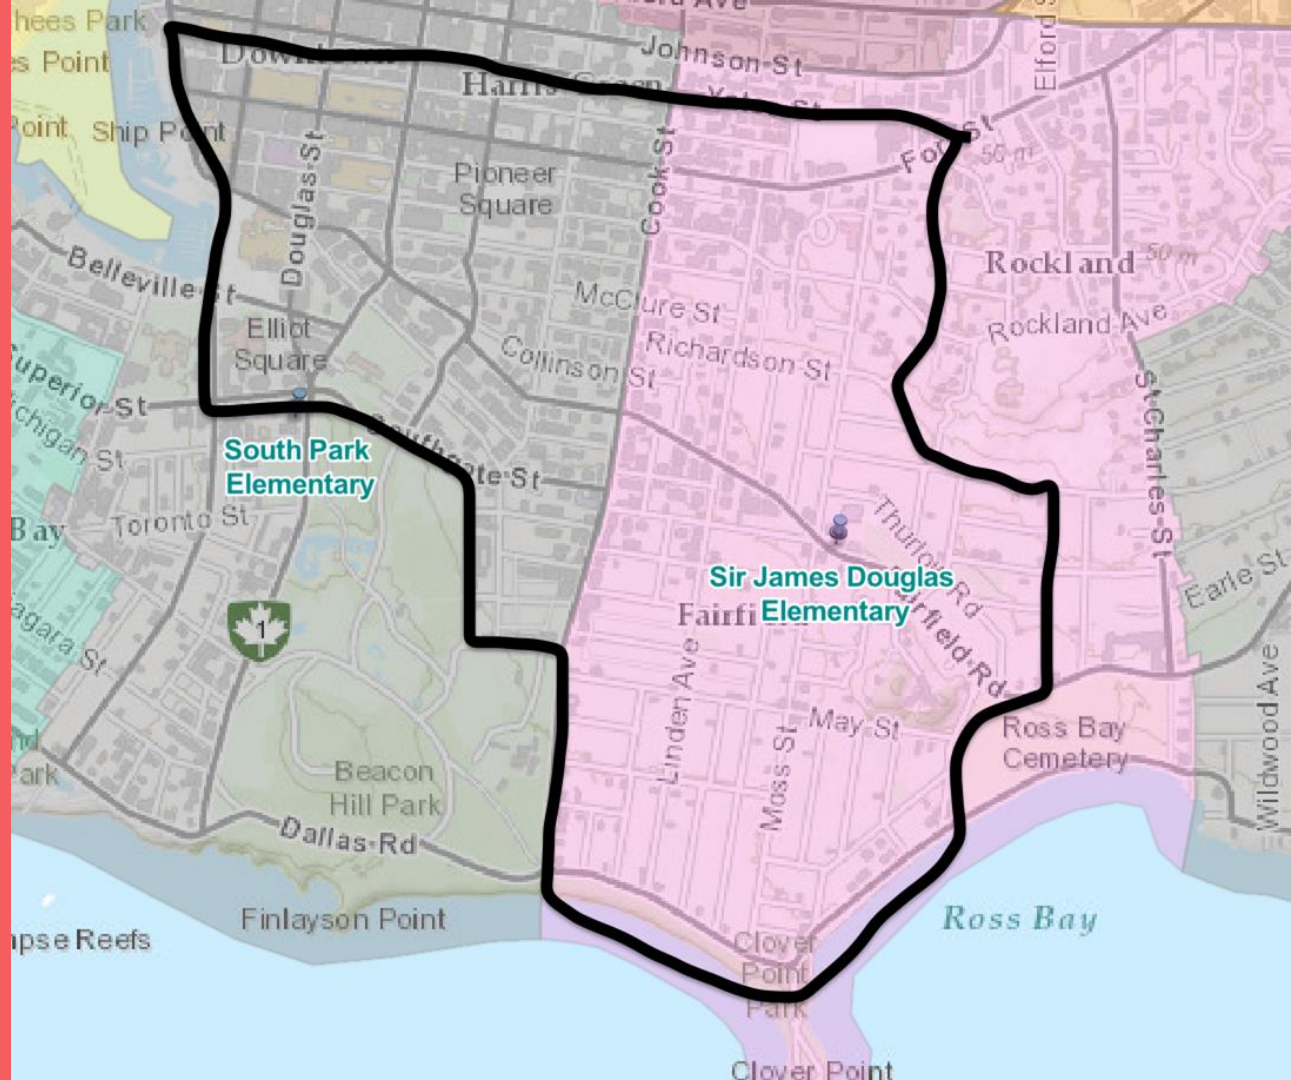 hees Park
Johnson-St
Elford
s Point
Point
Ship Point
Fort St
50 m
Pioneer
Square
Cook-St
Douglas-St
Belleville-St
Rockland
50 m
McClure St
Rockland Ave
Elliot
Square
Collinson St
Richardson St
Superior-St
ichigan St
Southgate-St
St-Charles-St
South Park
Elementary
Toronto St
Bay
Thurlow Rd
Sir James Douglas
Elementary
Earle St
agara St
1
Fairfield-Rd
Linden Ave
May-St
Moss-St
Ross Bay
Cemetery
Wildwood Ave
ark
Beacon
Hill Park
Dallas-Rd
Finlayson Point
Ross Bay
pse Reefs
Clover
Point
Park
Clover Point